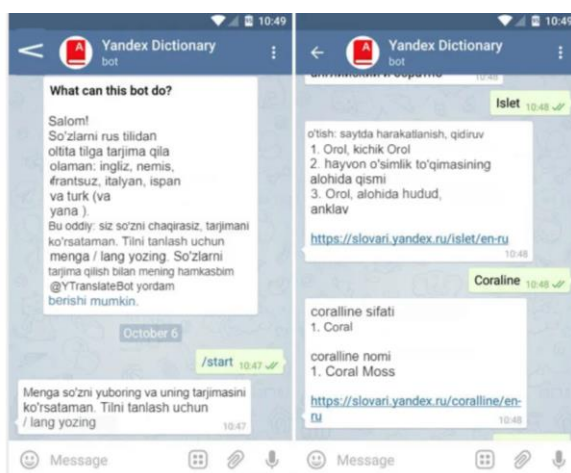 10:49
Yandex Dictionary
bot
What can this bot do?
Salom!
So'zlarni rus tilidan
oltita tilga tarjima qila
olaman: ingliz, nemis,
frantsuz, italyan, ispan
va turk (va
yana ).
Bu oddiy: siz so'zni chaqirasiz, tarjimani
ko'rsataman. Tilni tanlash uchun
menga / lang yozing. So'zlarni
tarjima qilish bilan mening hamkasbim
@YTranslateBot yordam
berishi mumkin.
October 6
/start 10:47
Menga so'zni yuboring va uning tarjimasini
ko'rsataman. Tilni tanlash uchun
/ lang yozing 10:47
Message
10:49
Yandex Dictionary
bot
10:48
Islet 10:48
o'tish: saytda harakatlanish, qidiruv
1. Orol, kichik Orol
2. hayvon o'simlik to'qimasining
alohida qismi
3. Orol, alohida hudud,
anklav
https://slovari.yandex.ru/islet/en-ru
10:48
Coraline 10:48
coralline sifati
1. Coral
coralline nomi
1. Coral Moss
https://slovari.yandex.ru/coralline/en-
ru 10:48
Message